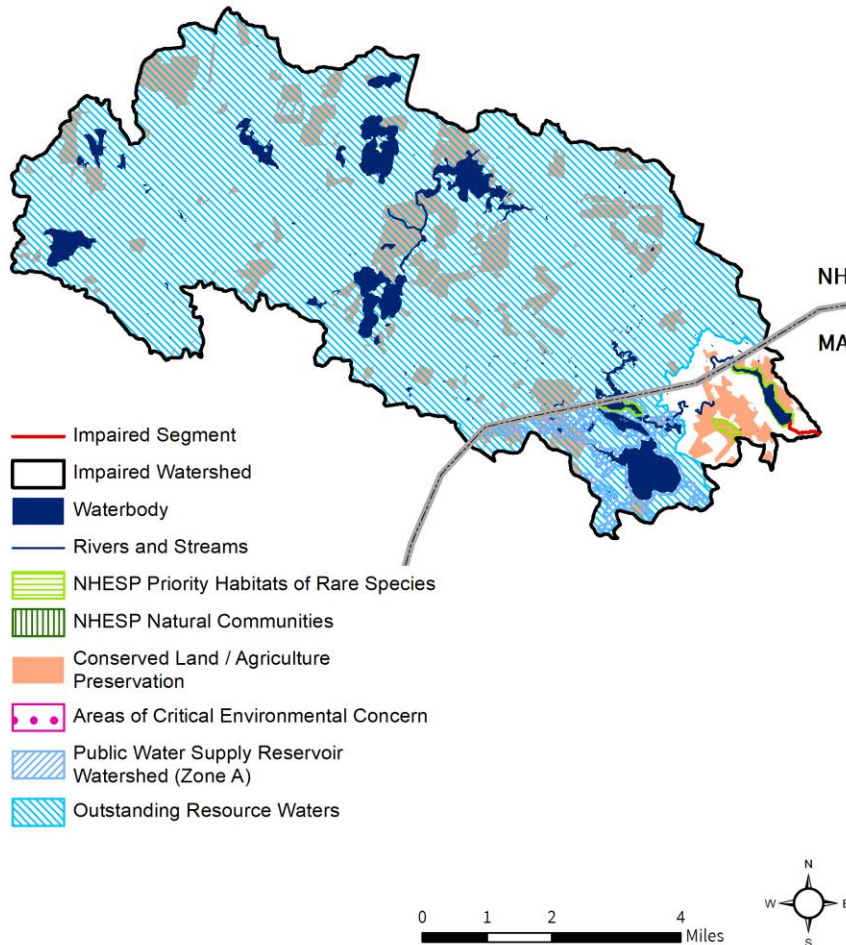 NH
MA
Impaired Segment
Impaired Watershed
Waterbody
Rivers and Streams
NHESP Priority Habitats of Rare Species
NHESP Natural Communities
Conserved Land / Agriculture
Preservation
Areas of Critical Environmental Concern
Public Water Supply Reservoir
Watershed (Zone A)
Outstanding Resource Waters
N
W E
S
0 1 2 4
Miles